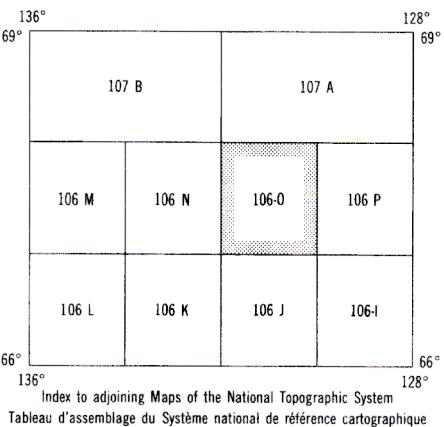 136° 128°
69° 69°
107 B 107 A
106 M 106 N 106-O 106 P
106 L 106 K 106 J 106-I
66° 66°
136° 128°
Index to adjoining Maps of the National Topographic System
Tableau d'assemblage du Système national de référence cartographique